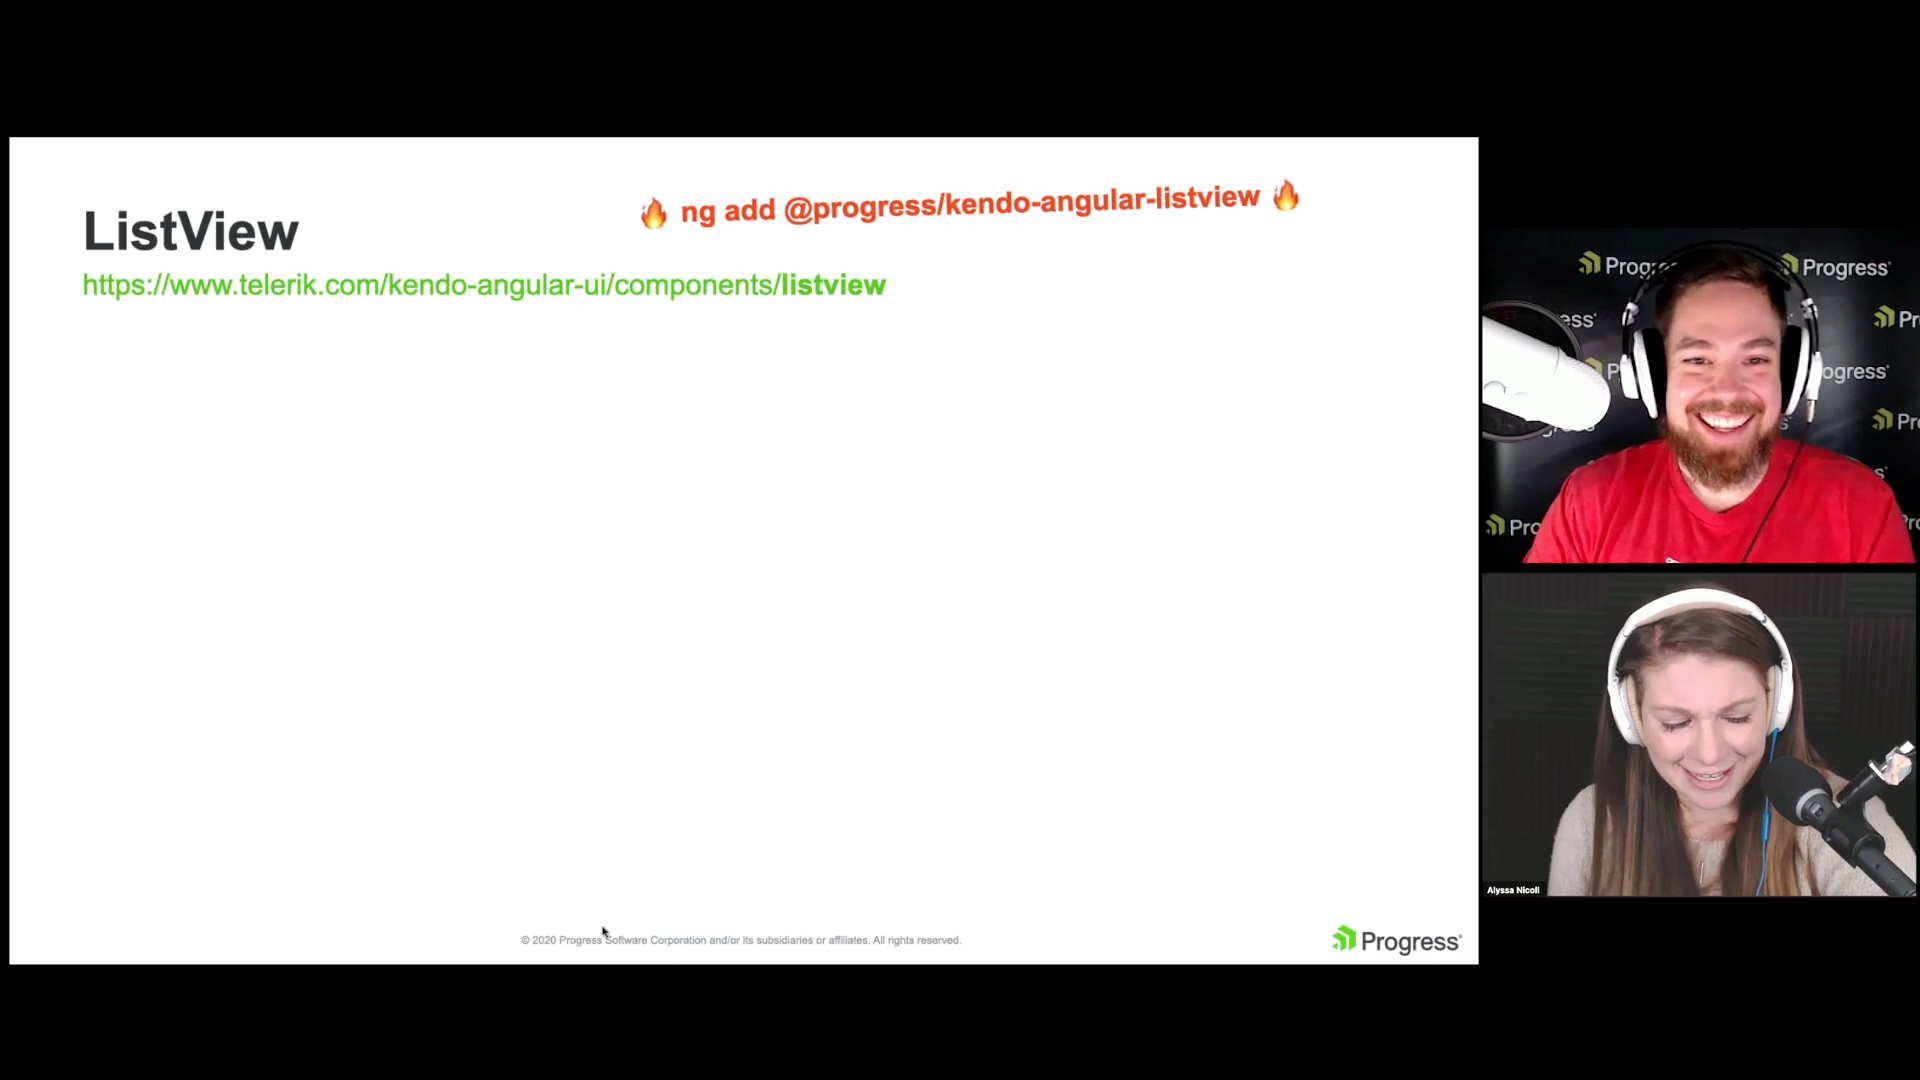 ListView
🔥 ng add @progress/kendo-angular-listview 🔥
https://www.telerik.com/kendo-angular-ui/components/listview
© 2020 Progress Software Corporation and/or its subsidiaries or affiliates. All rights reserved.
Progress
Progress
Progress
Alyssa Nicoll